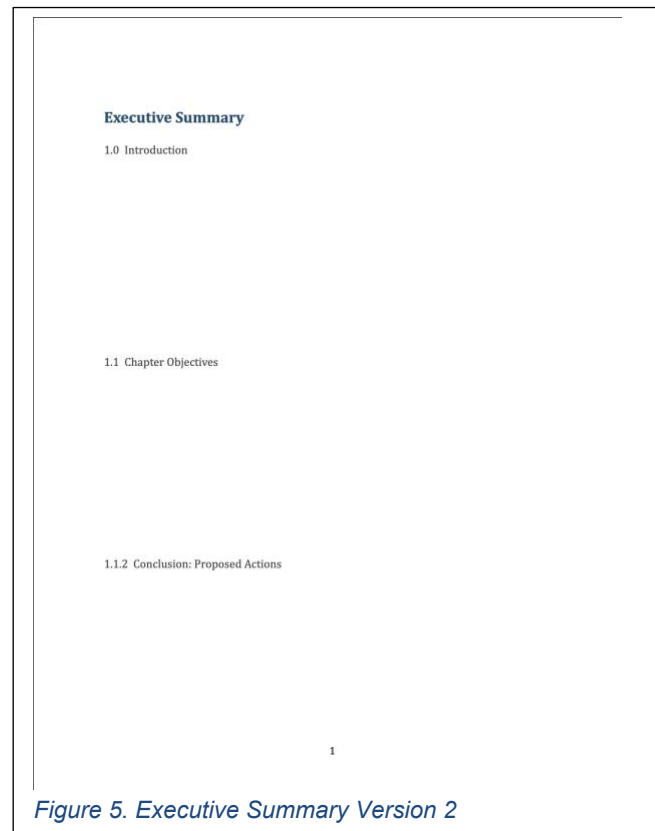 Executive Summary
1.0 Introduction
1.1 Chapter Objectives
1.1.2 Conclusion: Proposed Actions
1
Figure 5. Executive Summary Version 2